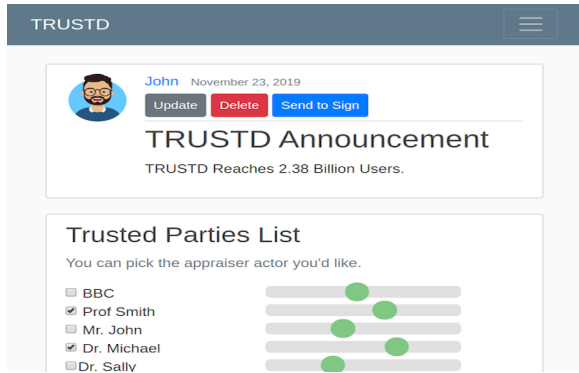 TRUSTD
John November 23, 2019
Update Delete Send to Sign
TRUSTD Announcement
TRUSTD Reaches 2.38 Billion Users.
Trusted Parties List
You can pick the appraiser actor you'd like.
BBC
Prof Smith
Mr. John
Dr. Michael
Dr. Sally